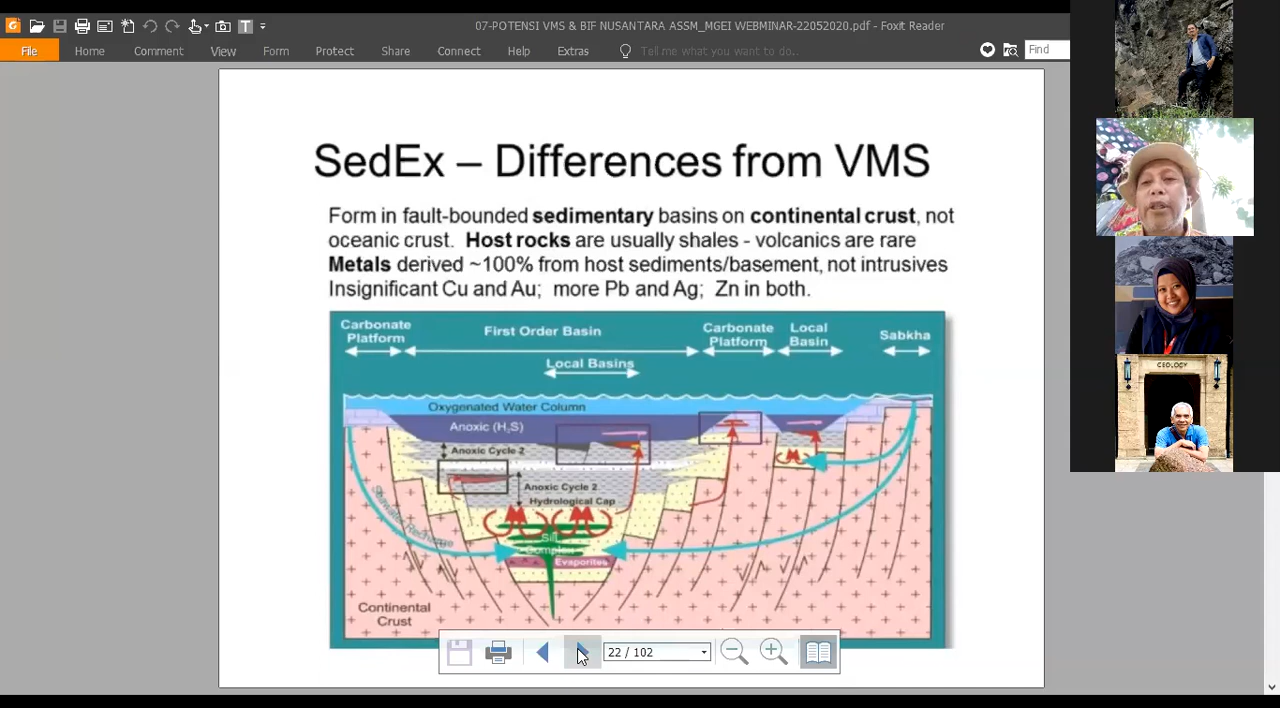 07-POTENSI VMS & BIF NUSANTARA ASSM_MGEI WEBMINAR-22052020.pdf - Foxit Reader
File Home Comment View Form Protect Share Connect Help Extras Tell me what you want to do.. Find
SedEx – Differences from VMS
Form in fault-bounded sedimentary basins on continental crust, not
oceanic crust. Host rocks are usually shales - volcanics are rare
Metals derived ~100% from host sediments/basement, not intrusives
Insignificant Cu and Au; more Pb and Ag; Zn in both.
Carbonate
Platform
First Order Basin
Carbonate
Platform
Local
Basin
Sabkha
Local Basins
Oxygenated Water Column
Anoxic (H₂S)
Anoxic Cycle 2
Anoxic Cycle 2
Hydrological Cap
Seawater Recharge
Sill
Complex
Evaporites
Continental
Crust
22 / 102
GEOLOGY